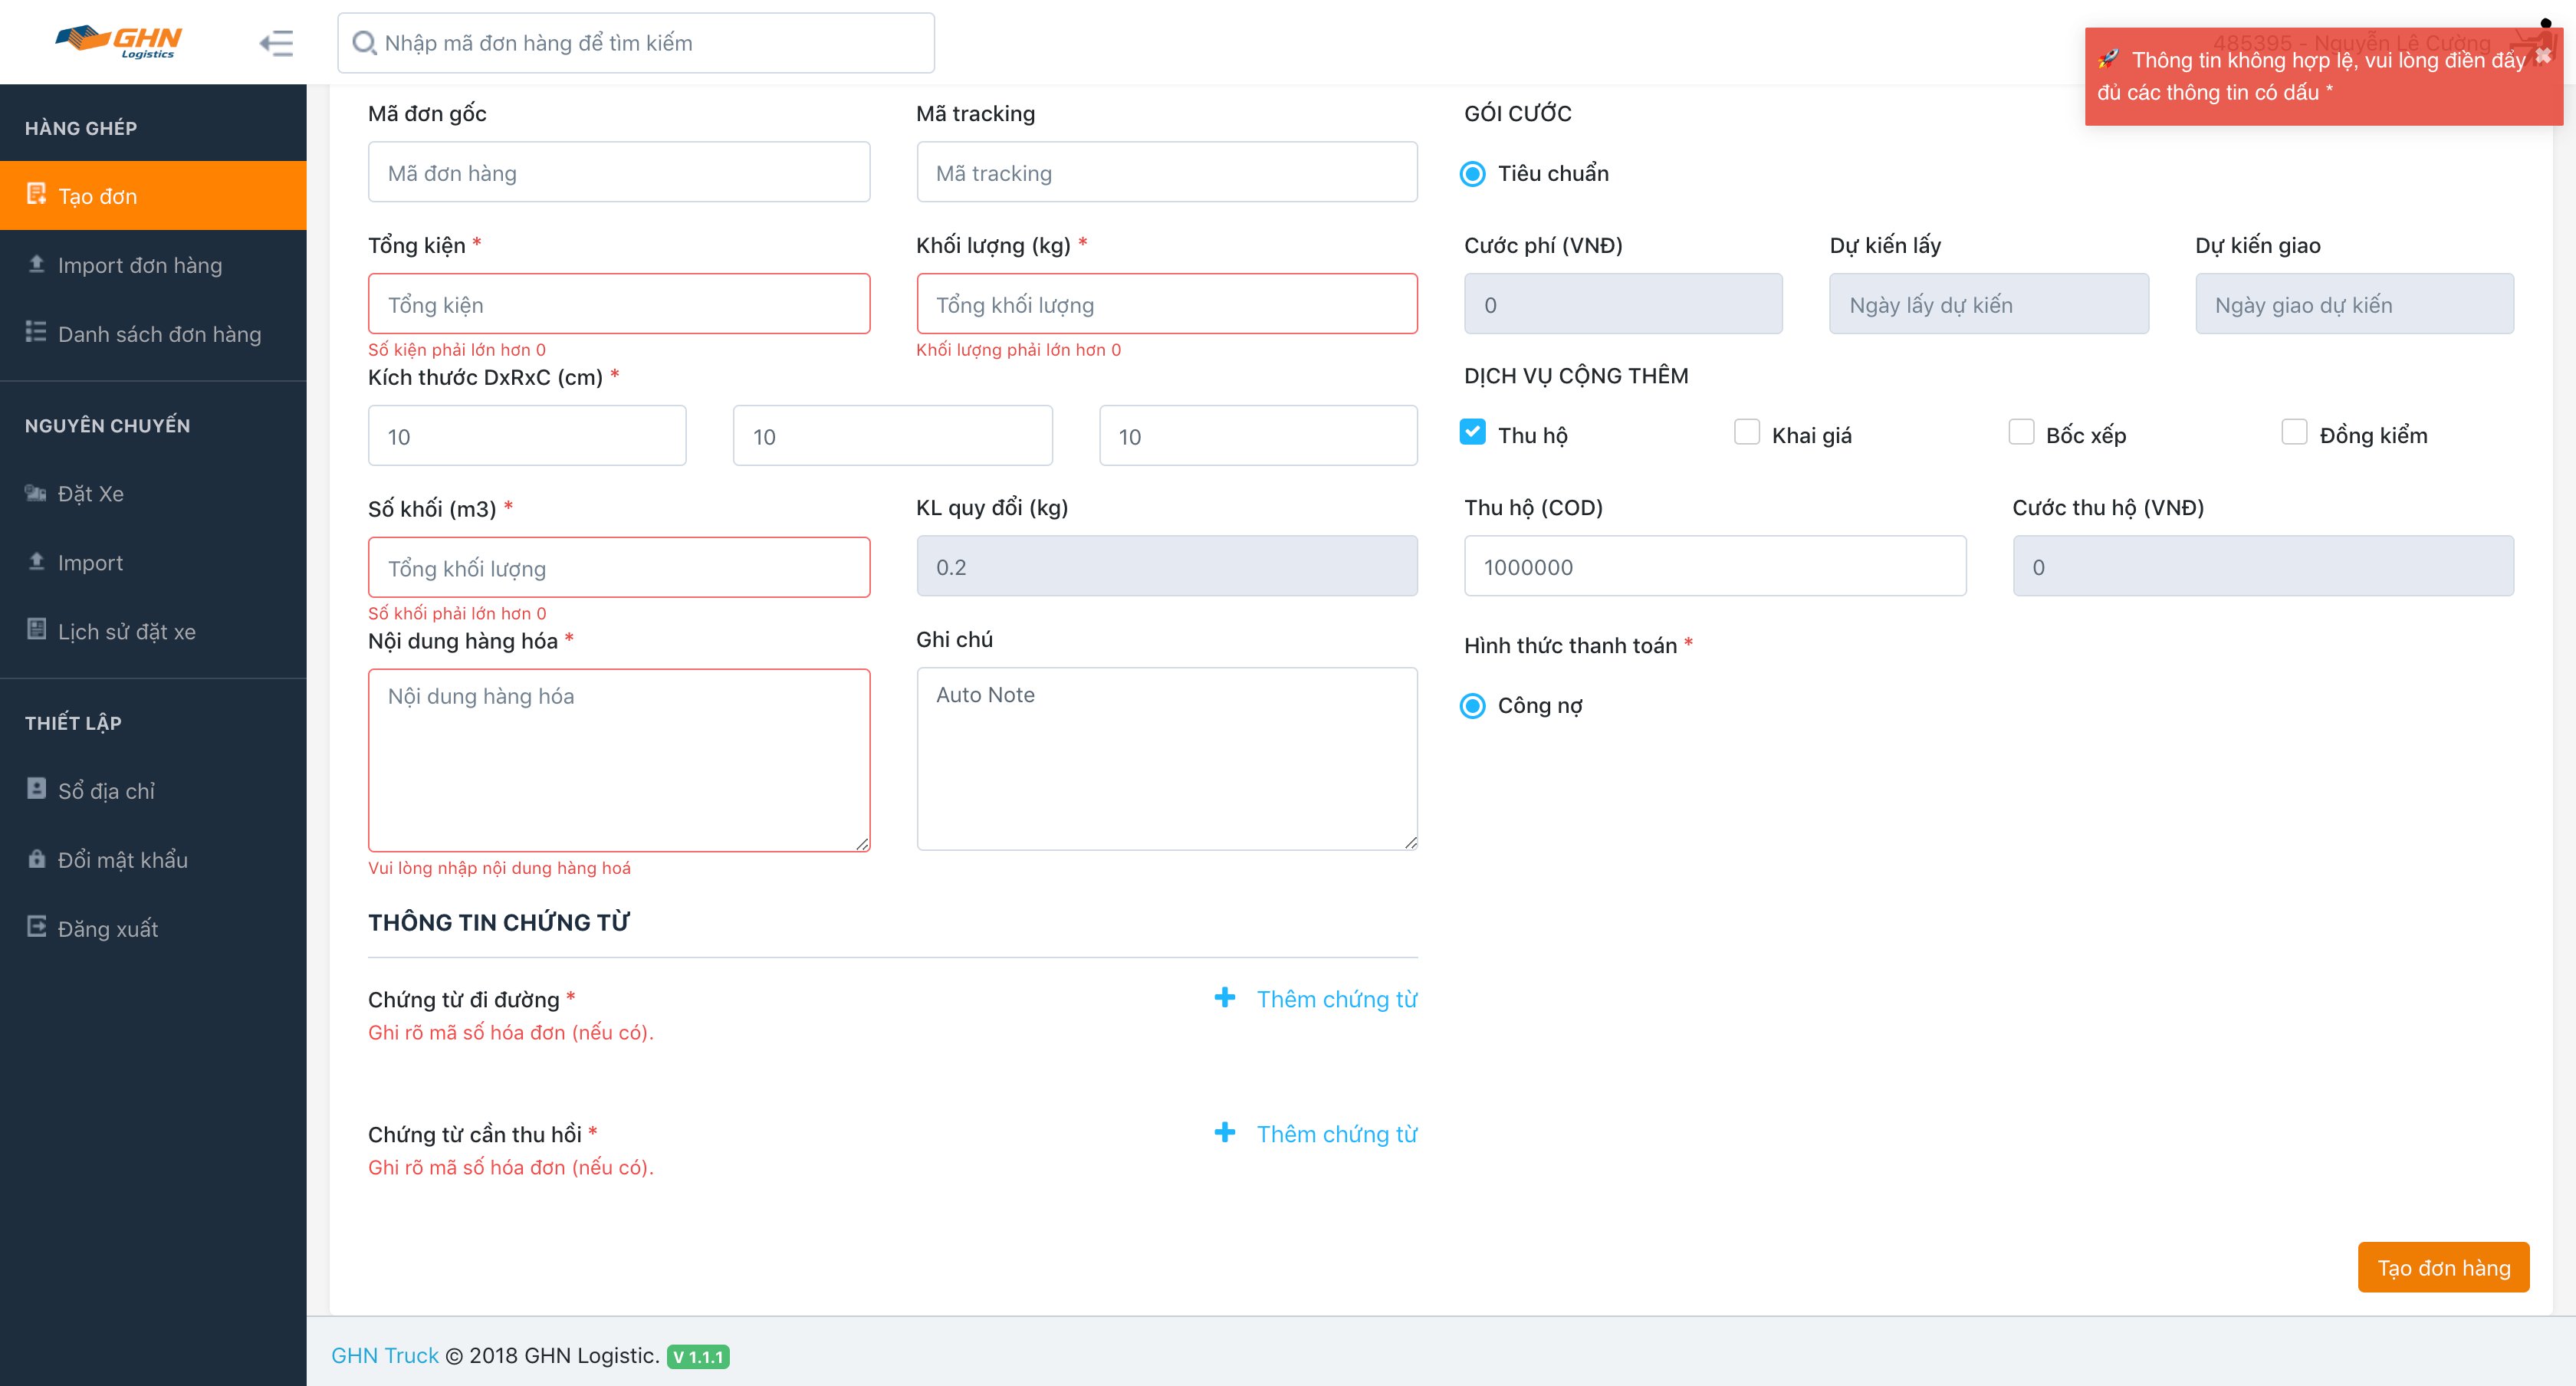 GHN
Logistics
Nhập mã đơn hàng để tìm kiếm
485395 - Nguyễn Lê Cường
🚀 Thông tin không hợp lệ, vui lòng điền đẩy
đủ các thông tin có dấu *
HÀNG GHÉP
Tạo đơn
Import đơn hàng
Danh sách đơn hàng
NGUYÊN CHUYẾN
Đặt Xe
Import
Lịch sử đặt xe
THIẾT LẬP
Sổ địa chỉ
Đổi mật khẩu
Đăng xuất
Mã đơn gốc
Mã đơn hàng
Mã tracking
Mã tracking
Tổng kiện *
Tổng kiện
Số kiện phải lớn hơn 0
Khối lượng (kg) *
Tổng khối lượng
Khối lượng phải lớn hơn 0
Kích thước DxRxC (cm) *
10
10
10
Số khối (m3) *
Tổng khối lượng
Số khối phải lớn hơn 0
KL quy đổi (kg)
0.2
Nội dung hàng hóa *
Nội dung hàng hóa
Vui lòng nhập nội dung hàng hoá
Ghi chú
Auto Note
THÔNG TIN CHỨNG TỪ
Chứng từ đi đường *
Thêm chứng từ
Ghi rõ mã số hóa đơn (nếu có).
Chứng từ cần thu hồi *
Thêm chứng từ
Ghi rõ mã số hóa đơn (nếu có).
GÓI CƯỚC
Tiêu chuẩn
Cước phí (VNĐ)
0
Dự kiến lấy
Ngày lấy dự kiến
Dự kiến giao
Ngày giao dự kiến
DỊCH VỤ CỘNG THÊM
Thu hộ
Khai giá
Bốc xếp
Đồng kiểm
Thu hộ (COD)
1000000
Cước thu hộ (VNĐ)
0
Hình thức thanh toán *
Công nợ
Tạo đơn hàng
GHN Truck © 2018 GHN Logistic. V 1.1.1